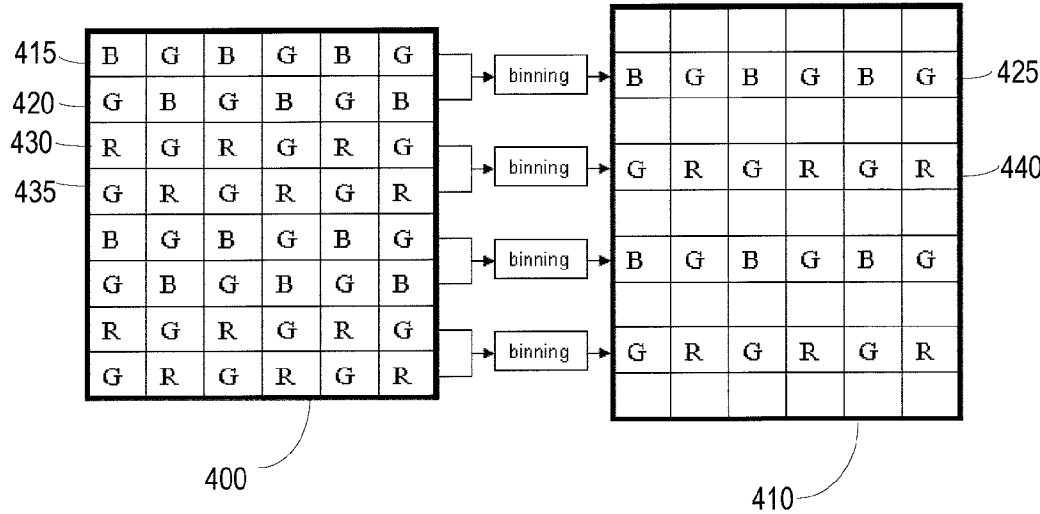 415 B G B G B G
420 G B G B G B
430 R G R G R G
435 G R G R G R
B G B G B G
G B G B G B
R G R G R G
G R G R G R
400
binning
binning
binning
binning
B G B G B G 425
G R G R G R 440
B G B G B G
G R G R G R
410